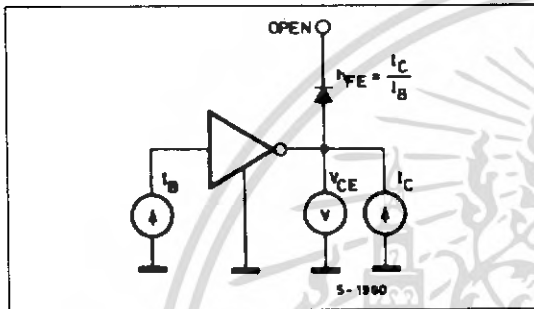 OPEN
hFE = IC
IB
IB
VCE
IC
V
S-1980